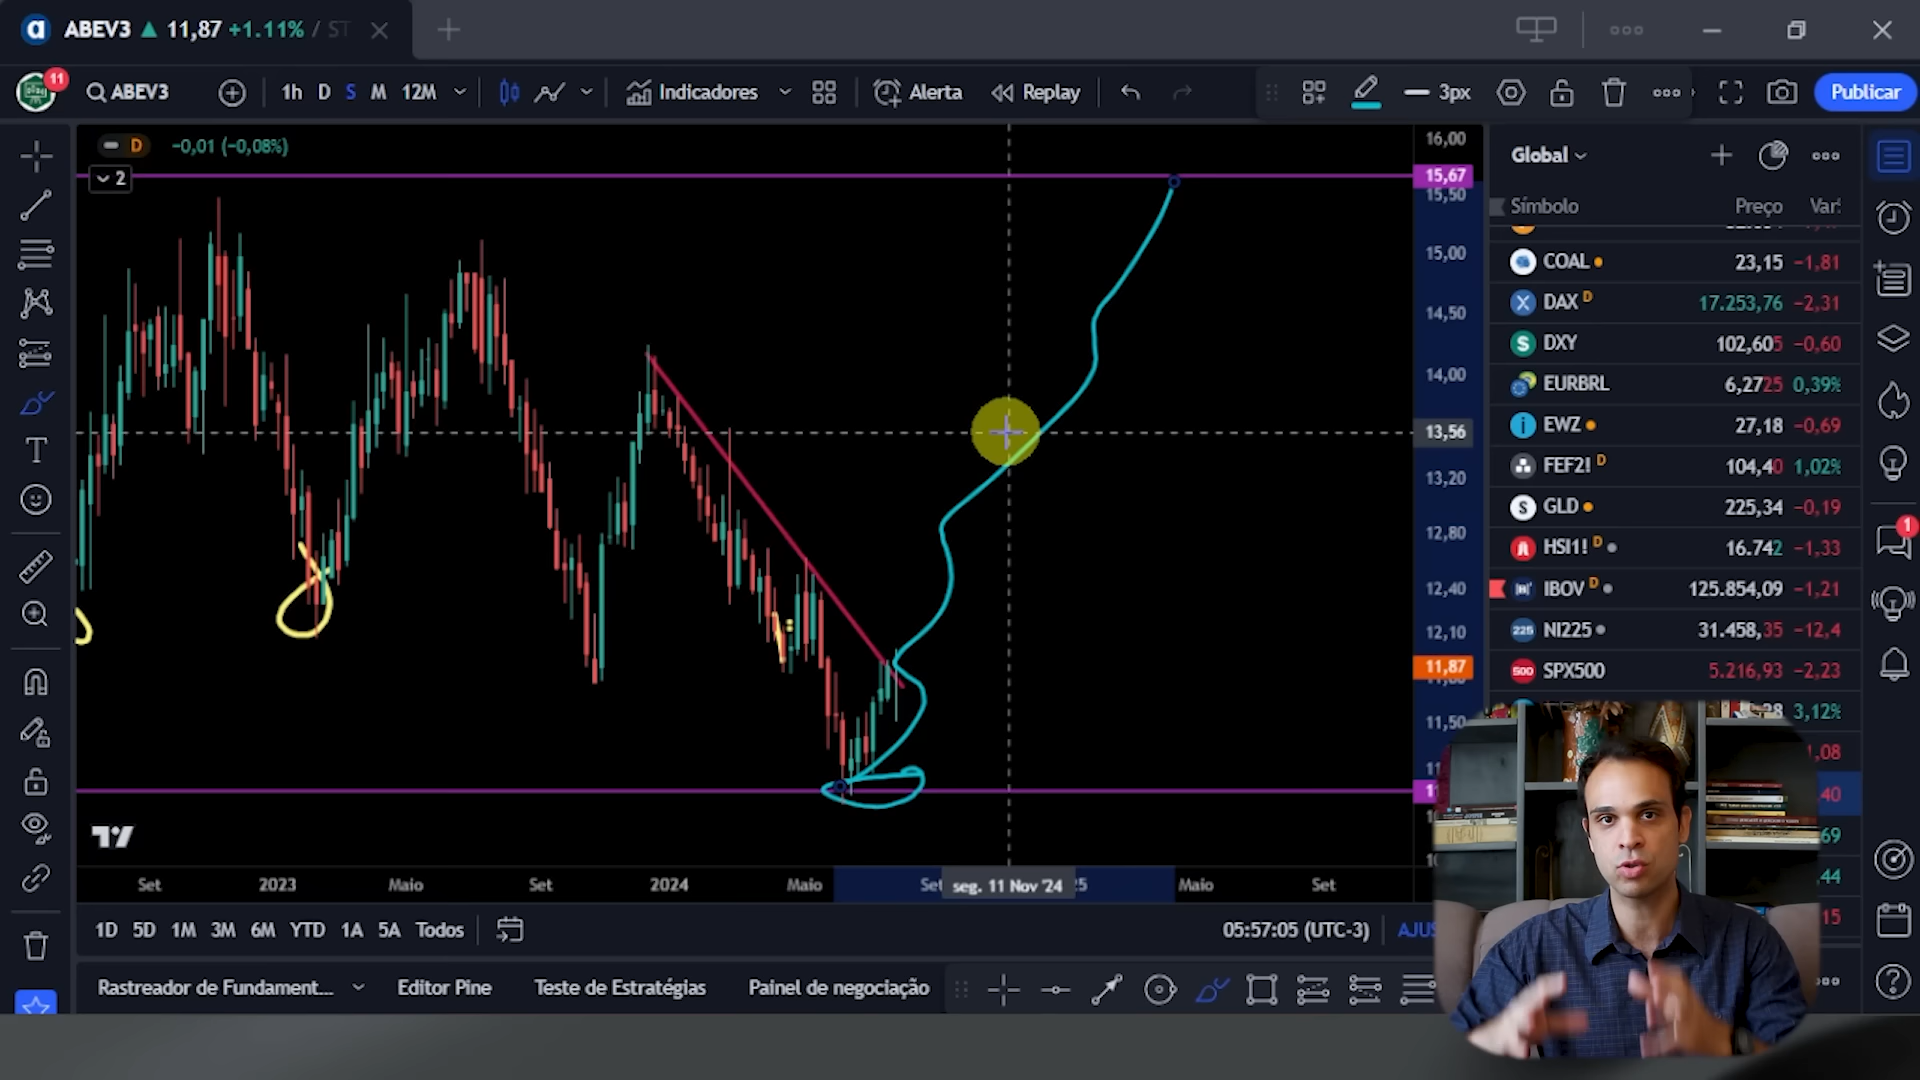 ABEV3 ▲ 11,87 +1.11% / ST
11
ABEV3
1h D S M 12M
Indicadores
Alerta
Replay
3px
Publicar
D −0,01 (−0,08%)
2
16,00
15,67
15,50
15,00
14,50
14,00
13,56
13,20
12,80
12,40
12,10
11,87
11,50
Set 2023 Maio Set 2024 Maio Set seg. 11 Nov '24 Maio Set
1D 5D 1M 3M 6M YTD 1A 5A Todos
05:57:05 (UTC-3)
Rastreador de Fundament...
Editor Pine
Teste de Estratégias
Painel de negociação
Global
Símbolo Preço Var:
COAL 23,15 −1,81
DAX D 17.253,76 −2,31
DXY 102,605 −0,60
EURBRL 6,2725 0,39%
EWZ 27,18 −0,69
FEF2! D 104,40 1,02%
GLD 225,34 −0,19
HSI1! D 16.742 −1,33
IBOV D 125.854,09 −1,21
225 NI225 31.458,35 −12,4
500 SPX500 5.216,93 −2,23
3,12%
1,08
,40
69
,44
15
1